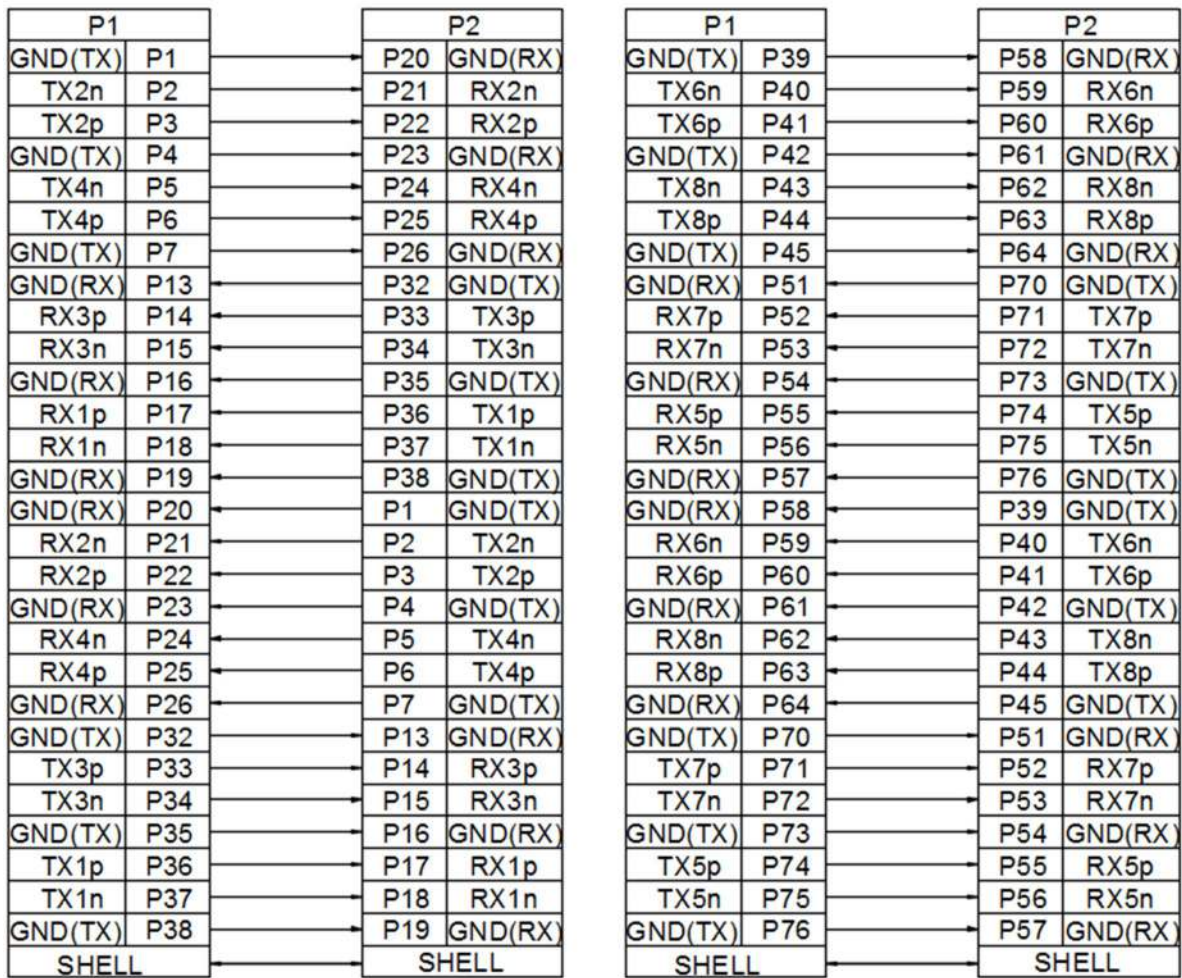 P1 P2 P1 P2
GND(TX) P1 P20 GND(RX) GND(TX) P39 P58 GND(RX)
TX2n P2 P21 RX2n TX6n P40 P59 RX6n
TX2p P3 P22 RX2p TX6p P41 P60 RX6p
GND(TX) P4 P23 GND(RX) GND(TX) P42 P61 GND(RX)
TX4n P5 P24 RX4n TX8n P43 P62 RX8n
TX4p P6 P25 RX4p TX8p P44 P63 RX8p
GND(TX) P7 P26 GND(RX) GND(TX) P45 P64 GND(RX)
GND(RX) P13 P32 GND(TX) GND(RX) P51 P70 GND(TX)
RX3p P14 P33 TX3p RX7p P52 P71 TX7p
RX3n P15 P34 TX3n RX7n P53 P72 TX7n
GND(RX) P16 P35 GND(TX) GND(RX) P54 P73 GND(TX)
RX1p P17 P36 TX1p RX5p P55 P74 TX5p
RX1n P18 P37 TX1n RX5n P56 P75 TX5n
GND(RX) P19 P38 GND(TX) GND(RX) P57 P76 GND(TX)
GND(RX) P20 P1 GND(TX) GND(RX) P58 P39 GND(TX)
RX2n P21 P2 TX2n RX6n P59 P40 TX6n
RX2p P22 P3 TX2p RX6p P60 P41 TX6p
GND(RX) P23 P4 GND(TX) GND(RX) P61 P42 GND(TX)
RX4n P24 P5 TX4n RX8n P62 P43 TX8n
RX4p P25 P6 TX4p RX8p P63 P44 TX8p
GND(RX) P26 P7 GND(TX) GND(RX) P64 P45 GND(TX)
GND(TX) P32 P13 GND(RX) GND(TX) P70 P51 GND(RX)
TX3p P33 P14 RX3p TX7p P71 P52 RX7p
TX3n P34 P15 RX3n TX7n P72 P53 RX7n
GND(TX) P35 P16 GND(RX) GND(TX) P73 P54 GND(RX)
TX1p P36 P17 RX1p TX5p P74 P55 RX5p
TX1n P37 P18 RX1n TX5n P75 P56 RX5n
GND(TX) P38 P19 GND(RX) GND(TX) P76 P57 GND(RX)
SHELL SHELL SHELL SHELL